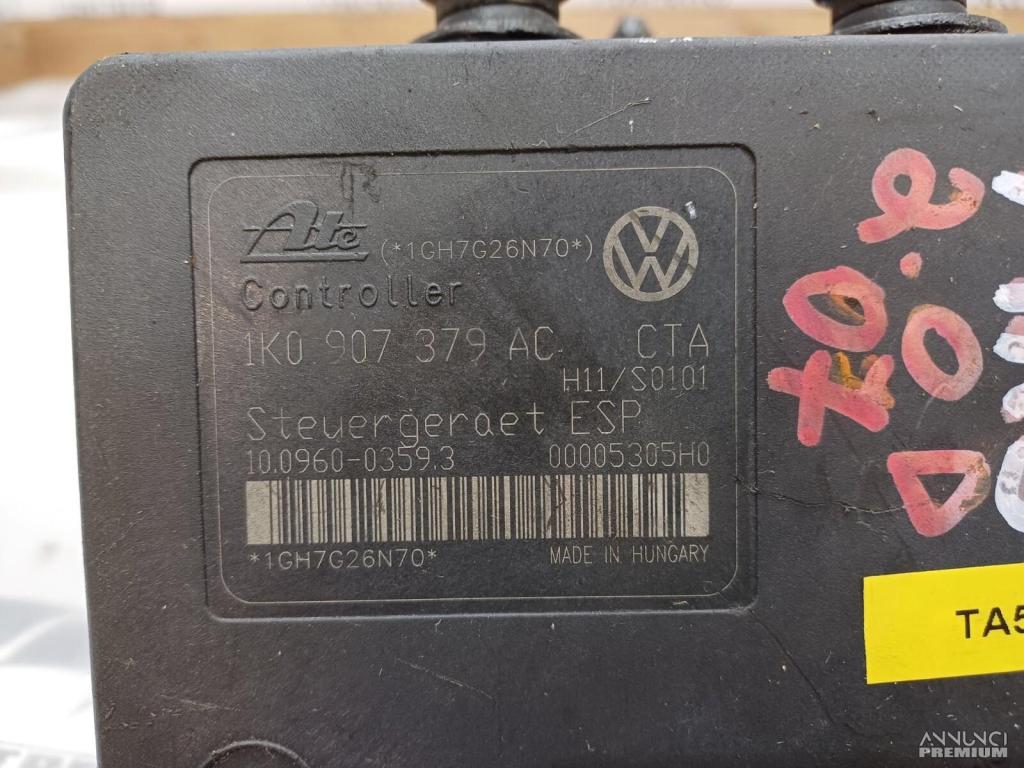 Ate (*1GH7G26N70*)
Controller
1K0 907 379 AC CTA
H11/S0101
Steuergeraet ESP
10.0960-0359.3 00005305H0
*1GH7G26N70* MADE IN HUNGARY
TA5
ANNUNCI
PREMIUM